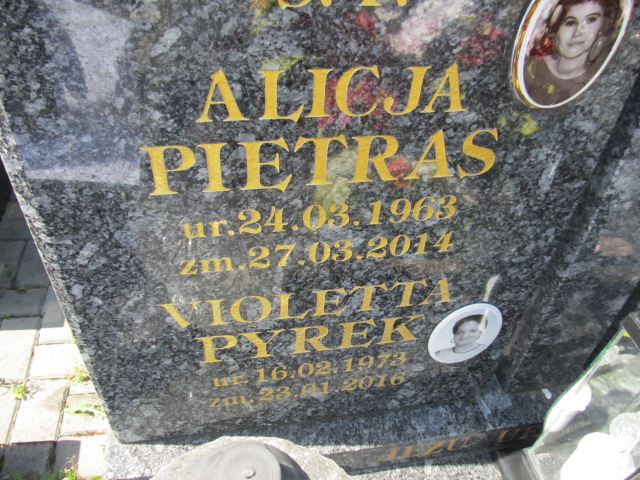 Ś. P.
ALICJA
PIETRAS
ur.24.03.1963
zm.27.03.2014
VIOLETTA
PYREK
ur.16.02.1973
zm.23.01.2016
JEZU